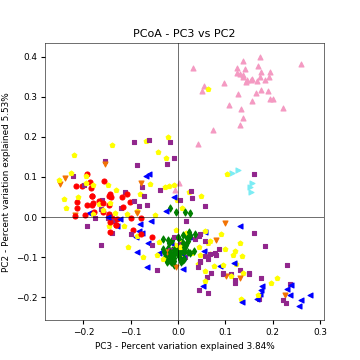 PCoA - PC3 vs PC2
0.4
0.3
0.2
0.1
0.0
−0.1
−0.2
PC2 - Percent variation explained 5.53%
−0.2 −0.1 0.0 0.1 0.2 0.3
PC3 - Percent variation explained 3.84%